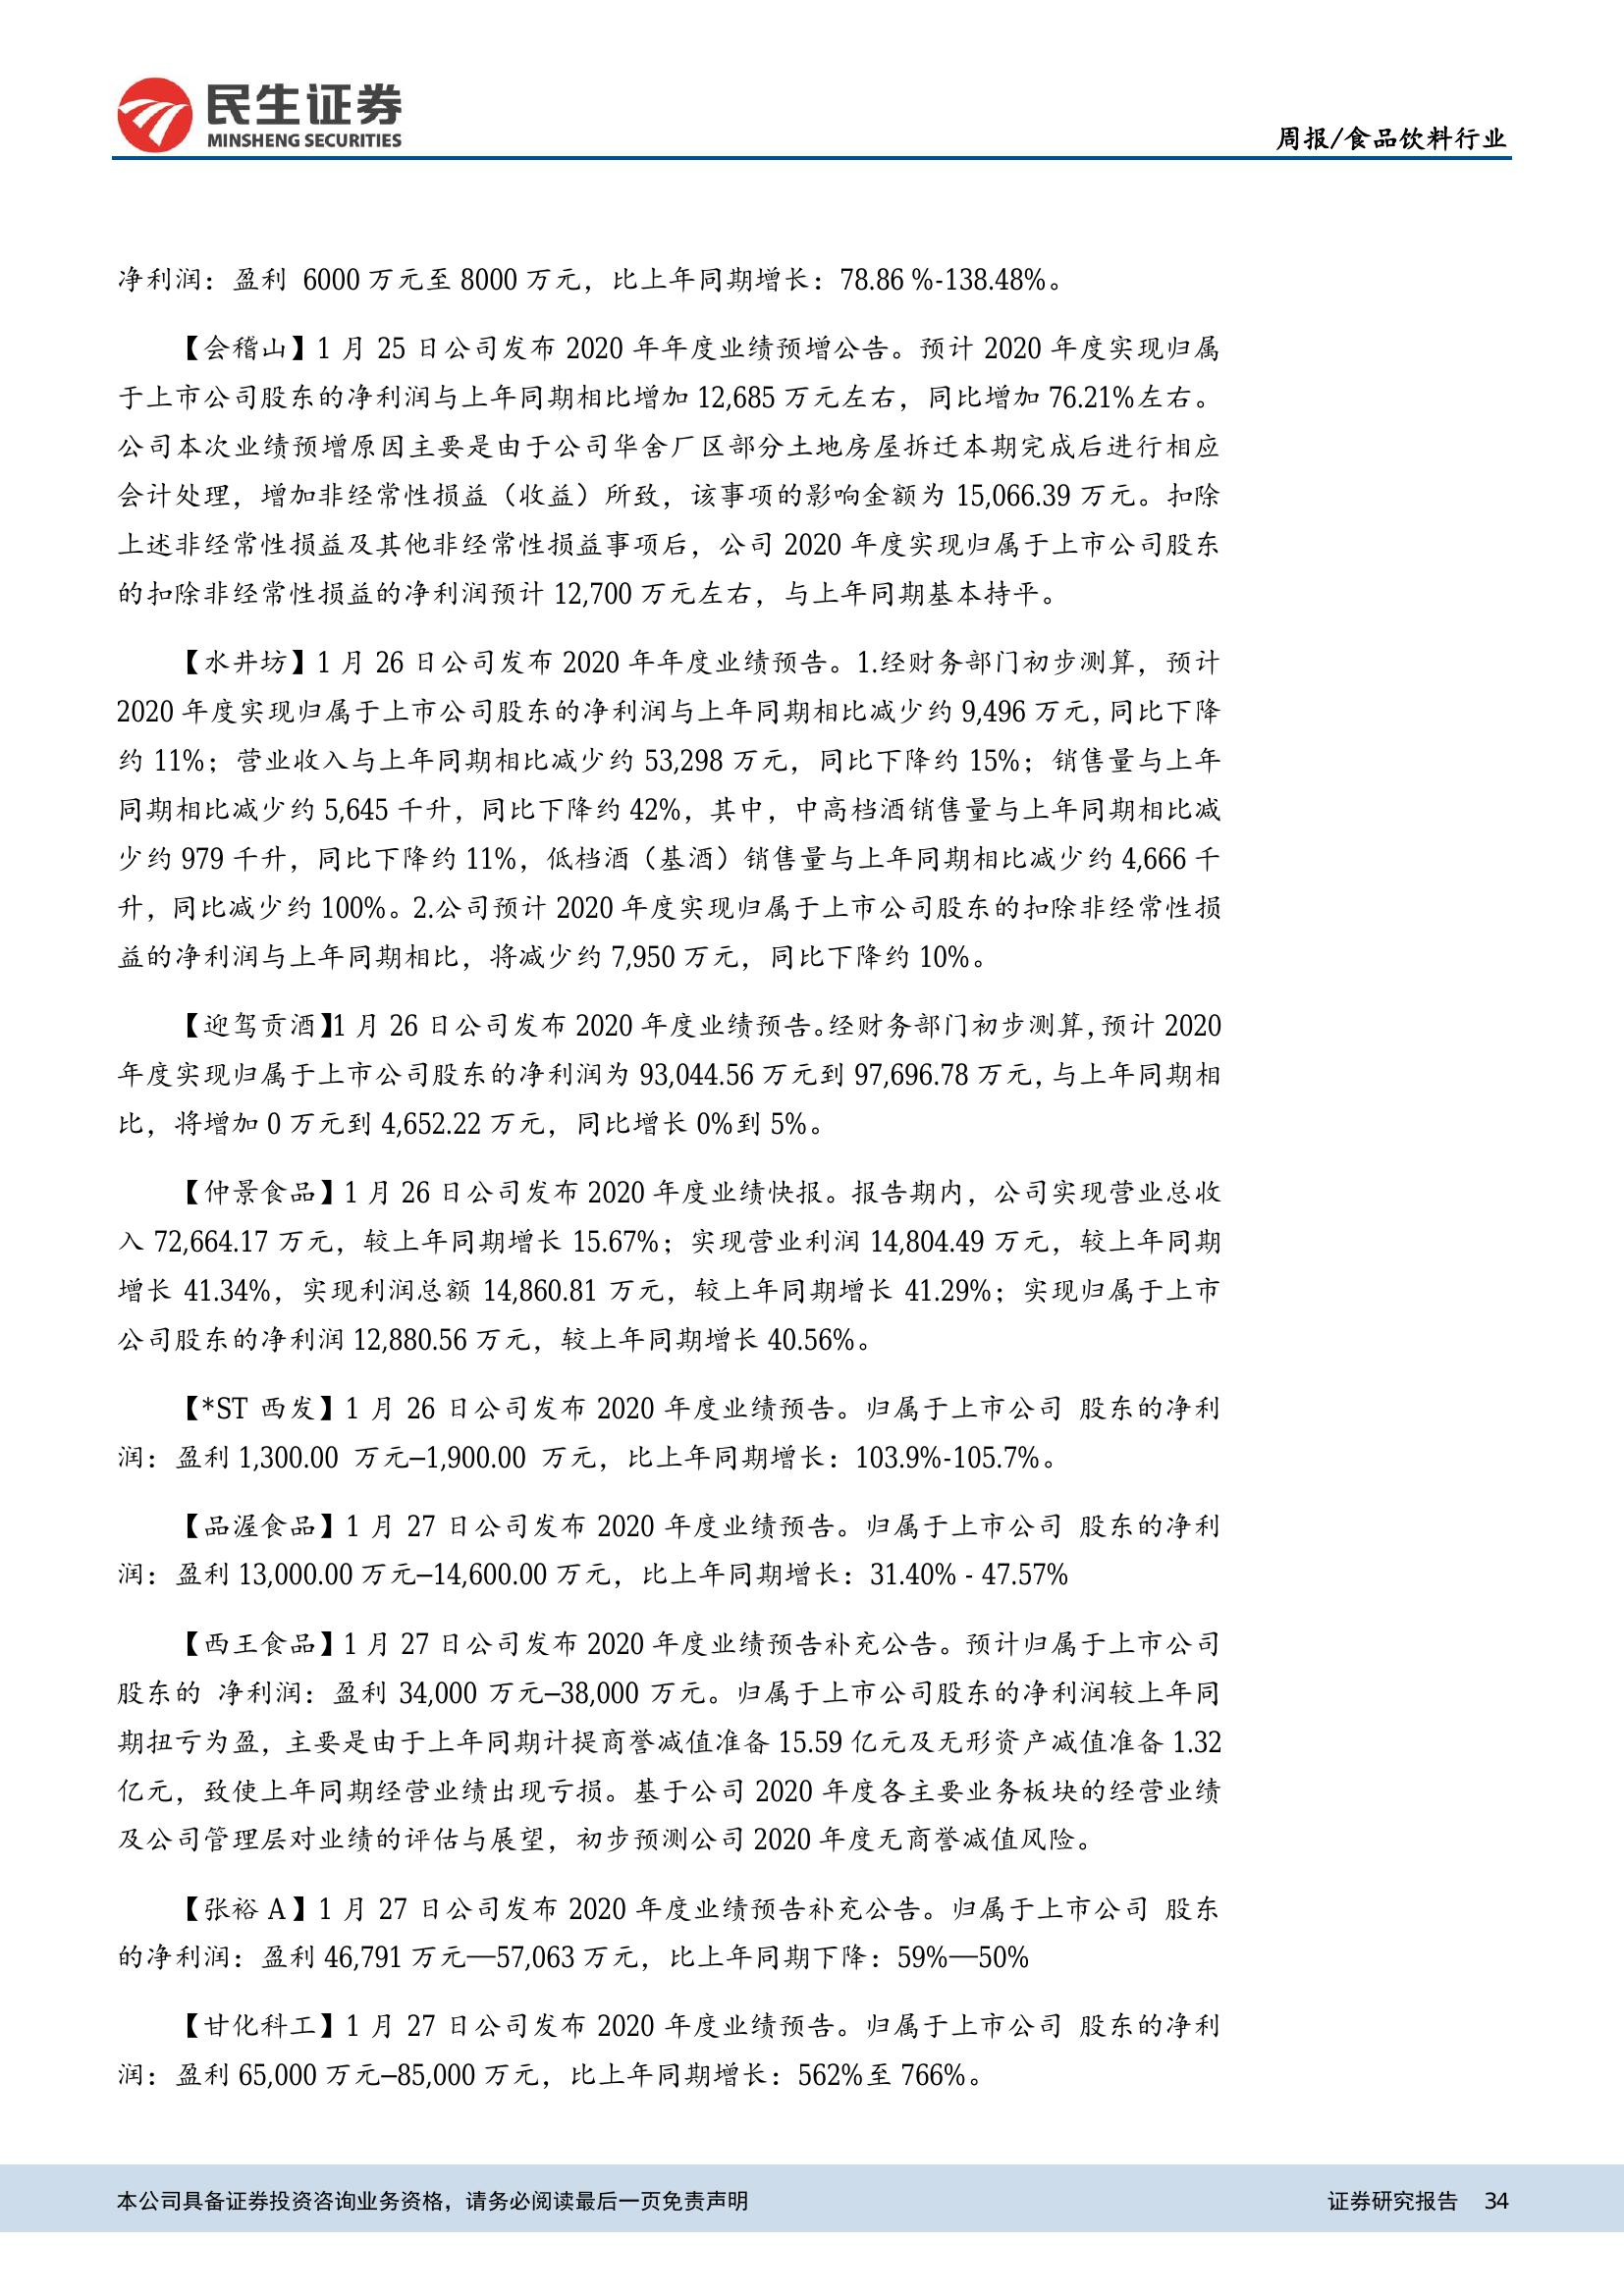 民生证券
MINSHENG SECURITIES
周报/食品饮料行业
净利润：盈利 6000 万元至 8000 万元，比上年同期增长：78.86 %-138.48%。
【会稽山】1 月 25 日公司发布 2020 年年度业绩预增公告。预计 2020 年度实现归属
于上市公司股东的净利润与上年同期相比增加 12,685 万元左右，同比增加 76.21%左右。
公司本次业绩预增原因主要是由于公司华舍厂区部分土地房屋拆迁本期完成后进行相应
会计处理，增加非经常性损益（收益）所致，该事项的影响金额为 15,066.39 万元。扣除
上述非经常性损益及其他非经常性损益事项后，公司 2020 年度实现归属于上市公司股东
的扣除非经常性损益的净利润预计 12,700 万元左右，与上年同期基本持平。
【水井坊】1 月 26 日公司发布 2020 年年度业绩预告。1.经财务部门初步测算，预计
2020 年度实现归属于上市公司股东的净利润与上年同期相比减少约 9,496 万元，同比下降
约 11%；营业收入与上年同期相比减少约 53,298 万元，同比下降约 15%；销售量与上年
同期相比减少约 5,645 千升，同比下降约 42%，其中，中高档酒销售量与上年同期相比减
少约 979 千升，同比下降约 11%，低档酒（基酒）销售量与上年同期相比减少约 4,666 千
升，同比减少约 100%。2.公司预计 2020 年度实现归属于上市公司股东的扣除非经常性损
益的净利润与上年同期相比，将减少约 7,950 万元，同比下降约 10%。
【迎驾贡酒】1 月 26 日公司发布 2020 年度业绩预告。经财务部门初步测算，预计 2020
年度实现归属于上市公司股东的净利润为 93,044.56 万元到 97,696.78 万元，与上年同期相
比，将增加 0 万元到 4,652.22 万元，同比增长 0%到 5%。
【仲景食品】1 月 26 日公司发布 2020 年度业绩快报。报告期内，公司实现营业总收
入 72,664.17 万元，较上年同期增长 15.67%；实现营业利润 14,804.49 万元，较上年同期
增长 41.34%，实现利润总额 14,860.81 万元，较上年同期增长 41.29%；实现归属于上市
公司股东的净利润 12,880.56 万元，较上年同期增长 40.56%。
【*ST 西发】1 月 26 日公司发布 2020 年度业绩预告。归属于上市公司 股东的净利
润：盈利 1,300.00 万元–1,900.00 万元，比上年同期增长：103.9%-105.7%。
【品渥食品】1 月 27 日公司发布 2020 年度业绩预告。归属于上市公司 股东的净利
润：盈利 13,000.00 万元–14,600.00 万元，比上年同期增长：31.40% - 47.57%
【西王食品】1 月 27 日公司发布 2020 年度业绩预告补充公告。预计归属于上市公司
股东的 净利润：盈利 34,000 万元–38,000 万元。归属于上市公司股东的净利润较上年同
期扭亏为盈，主要是由于上年同期计提商誉减值准备 15.59 亿元及无形资产减值准备 1.32
亿元，致使上年同期经营业绩出现亏损。基于公司 2020 年度各主要业务板块的经营业绩
及公司管理层对业绩的评估与展望，初步预测公司 2020 年度无商誉减值风险。
【张裕 A】1 月 27 日公司发布 2020 年度业绩预告补充公告。归属于上市公司 股东
的净利润：盈利 46,791 万元—57,063 万元，比上年同期下降：59%—50%
【甘化科工】1 月 27 日公司发布 2020 年度业绩预告。归属于上市公司 股东的净利
润：盈利 65,000 万元–85,000 万元，比上年同期增长：562%至 766%。
本公司具备证券投资咨询业务资格，请务必阅读最后一页免责声明
证券研究报告 34